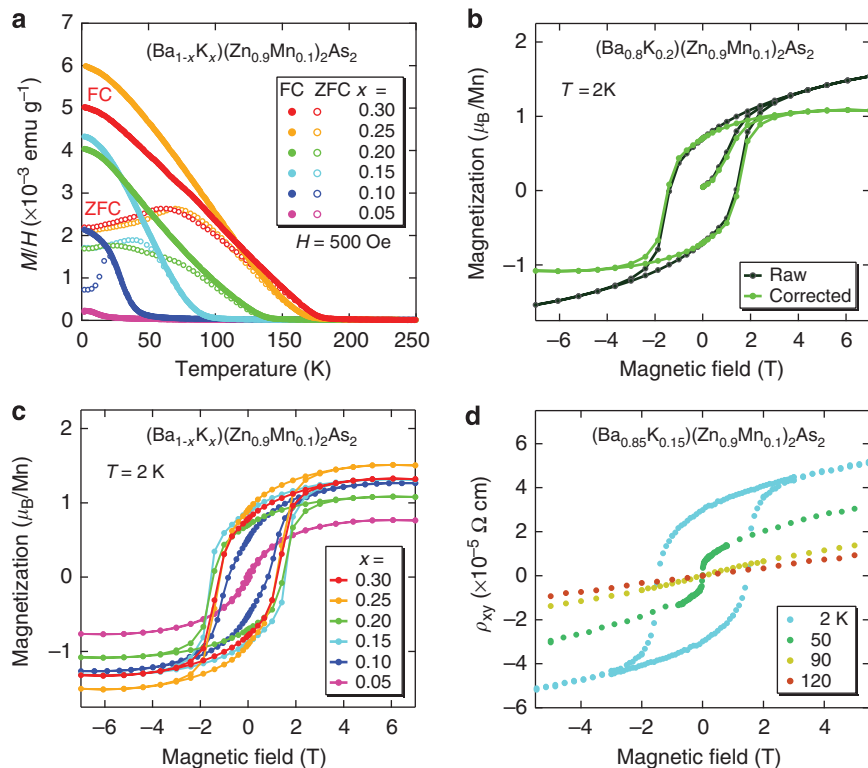 a
(Ba1-xKx)(Zn0.9Mn0.1)2As2
M/H (×10−3 emu g−1)
7
6
5
4
3
2
1
0
FC
ZFC
FC ZFC x =
0.30
0.25
0.20
0.15
0.10
0.05
H = 500 Oe
0 50 100 150 200 250
Temperature (K)
b
(Ba0.8K0.2)(Zn0.9Mn0.1)2As2
T = 2K
Magnetization (μB/Mn)
2
1
0
−1
Raw
Corrected
−6 −4 −2 0 2 4 6
Magnetic field (T)
c
(Ba1-xKx)(Zn0.9Mn0.1)2As2
T = 2 K
Magnetization (μB/Mn)
2
1
0
−1
x =
0.30
0.25
0.20
0.15
0.10
0.05
−6 −4 −2 0 2 4 6
Magnetic field (T)
d
(Ba0.85K0.15)(Zn0.9Mn0.1)2As2
ρxy (×10−5 Ω cm)
6
4
2
0
−2
−4
−6
2 K
50
90
120
−4 −2 0 2 4
Magnetic field (T)